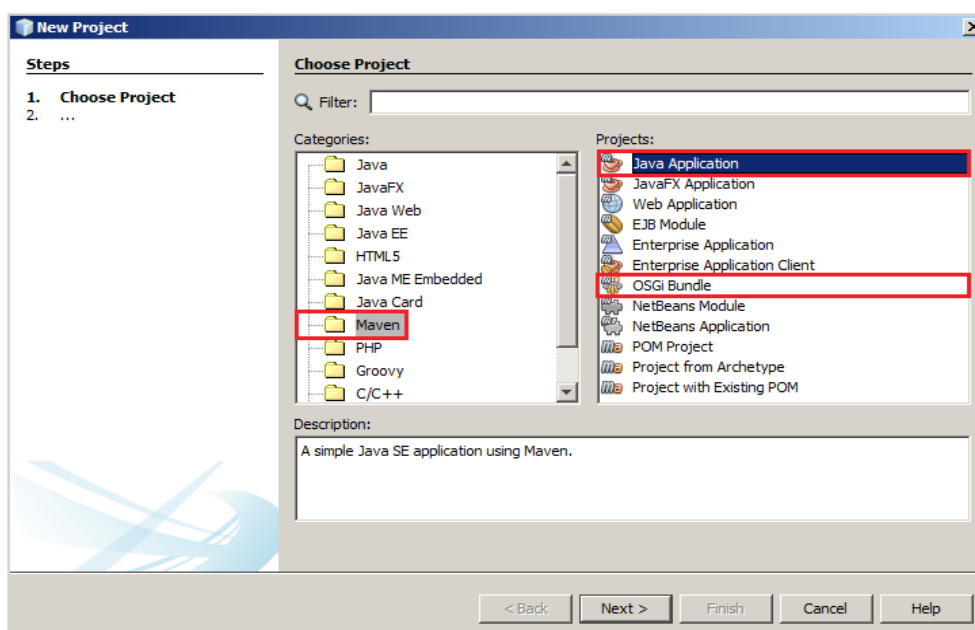 New Project
Steps
1. Choose Project
2. ...
Choose Project
Filter:
Categories:
Java
JavaFX
Java Web
Java EE
HTML5
Java ME Embedded
Java Card
Maven
PHP
Groovy
C/C++
Projects:
Java Application
JavaFX Application
Web Application
EJB Module
Enterprise Application
Enterprise Application Client
OSGi Bundle
NetBeans Module
NetBeans Application
POM Project
Project from Archetype
Project with Existing POM
Description:
A simple Java SE application using Maven.
< Back
Next >
Finish
Cancel
Help